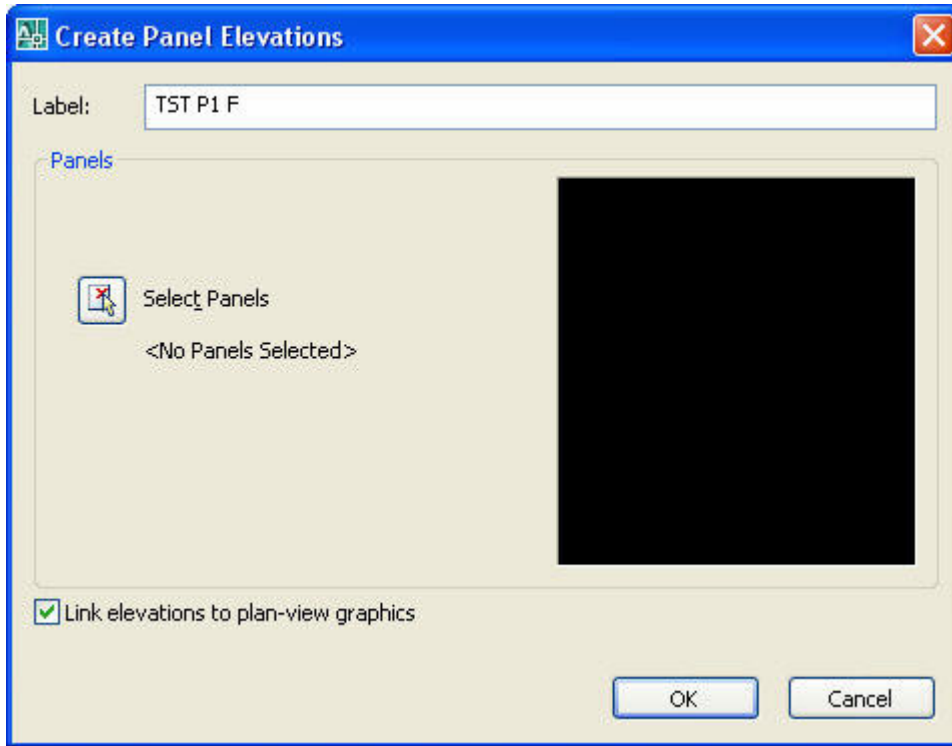 Create Panel Elevations
Label: TST P1 F
Panels
Select Panels
<No Panels Selected>
Link elevations to plan-view graphics
OK Cancel